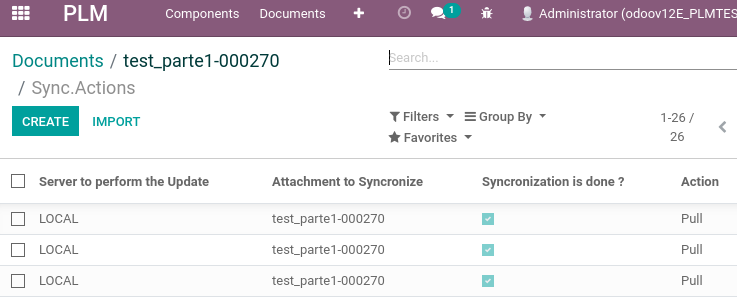 PLM Components Documents + 1 Administrator (odoov12E_PLMTES
Documents / test_parte1-000270
/ Sync.Actions
Search...
CREATE IMPORT
Filters Group By
Favorites
1-26 /
26
Server to perform the Update Attachment to Syncronize Syncronization is done ? Action
LOCAL test_parte1-000270 Pull
LOCAL test_parte1-000270 Pull
LOCAL test_parte1-000270 Pull